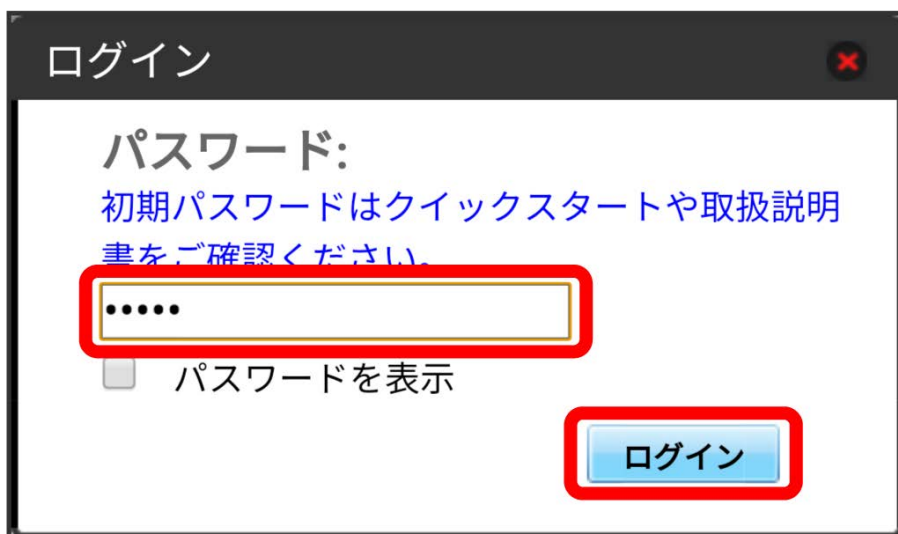 ログイン
パスワード:
初期パスワードはクイックスタートや取扱説明
書をご確認ください。
•••••
パスワードを表示
ログイン